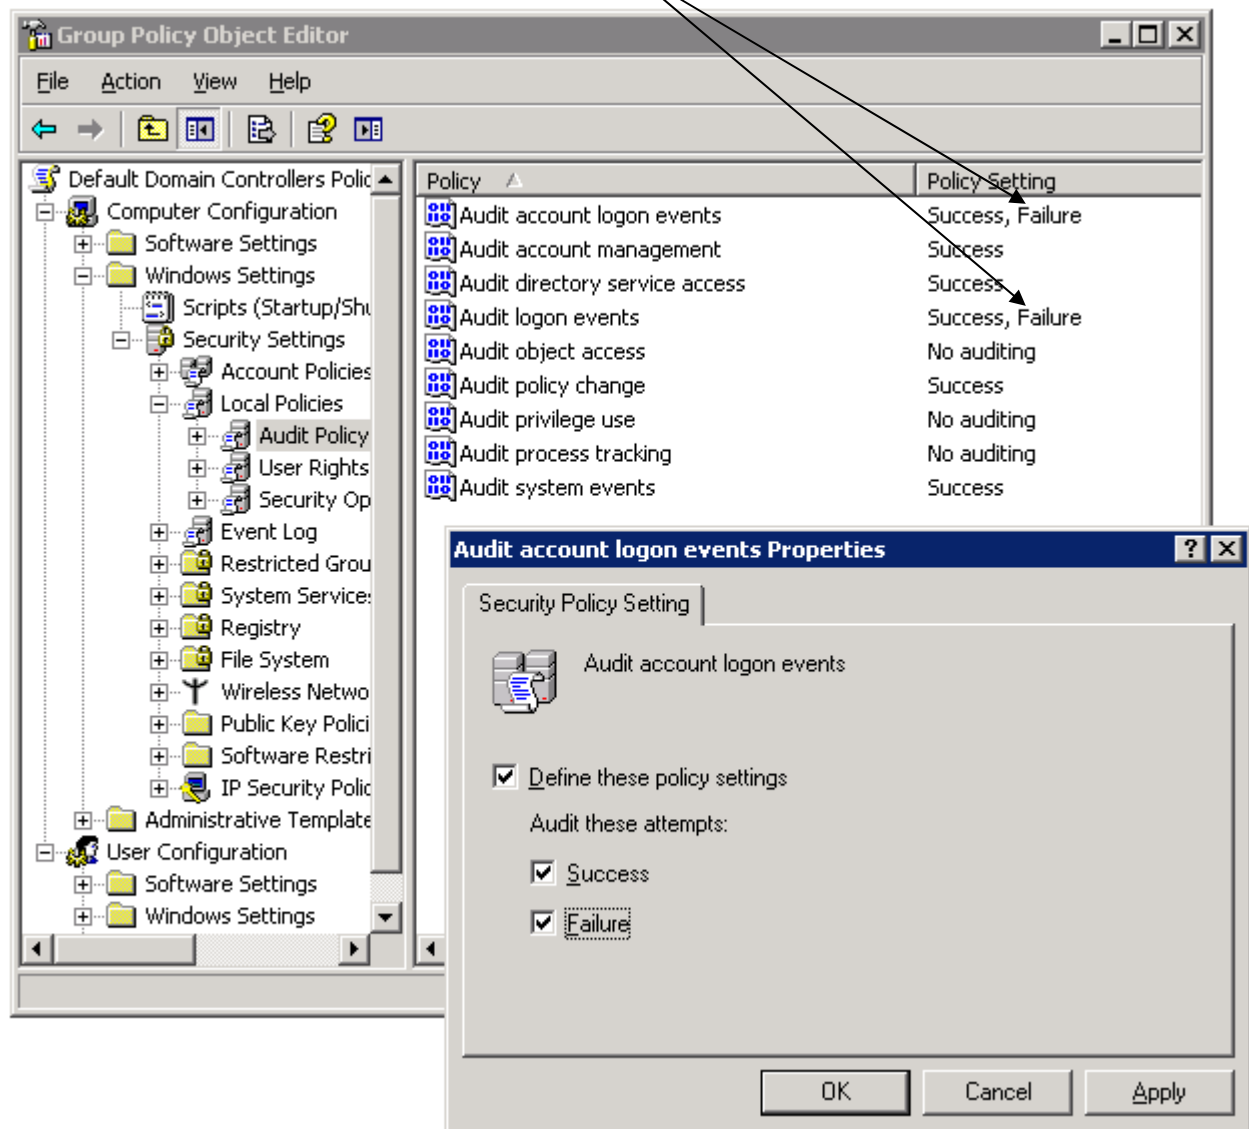 Group Policy Object Editor
File Action View Help
Default Domain Controllers Polic
Computer Configuration
Software Settings
Windows Settings
Scripts (Startup/Shu
Security Settings
Account Policies
Local Policies
Audit Policy
User Rights
Security Op
Event Log
Restricted Grou
System Services
Registry
File System
Wireless Netwo
Public Key Polici
Software Restri
IP Security Polic
Administrative Template
User Configuration
Software Settings
Windows Settings
Policy Policy Setting
Audit account logon events Success, Failure
Audit account management Success
Audit directory service access Success
Audit logon events Success, Failure
Audit object access No auditing
Audit policy change Success
Audit privilege use No auditing
Audit process tracking No auditing
Audit system events Success
Audit account logon events Properties
Security Policy Setting
Audit account logon events
Define these policy settings
Audit these attempts:
Success
Failure
OK Cancel Apply